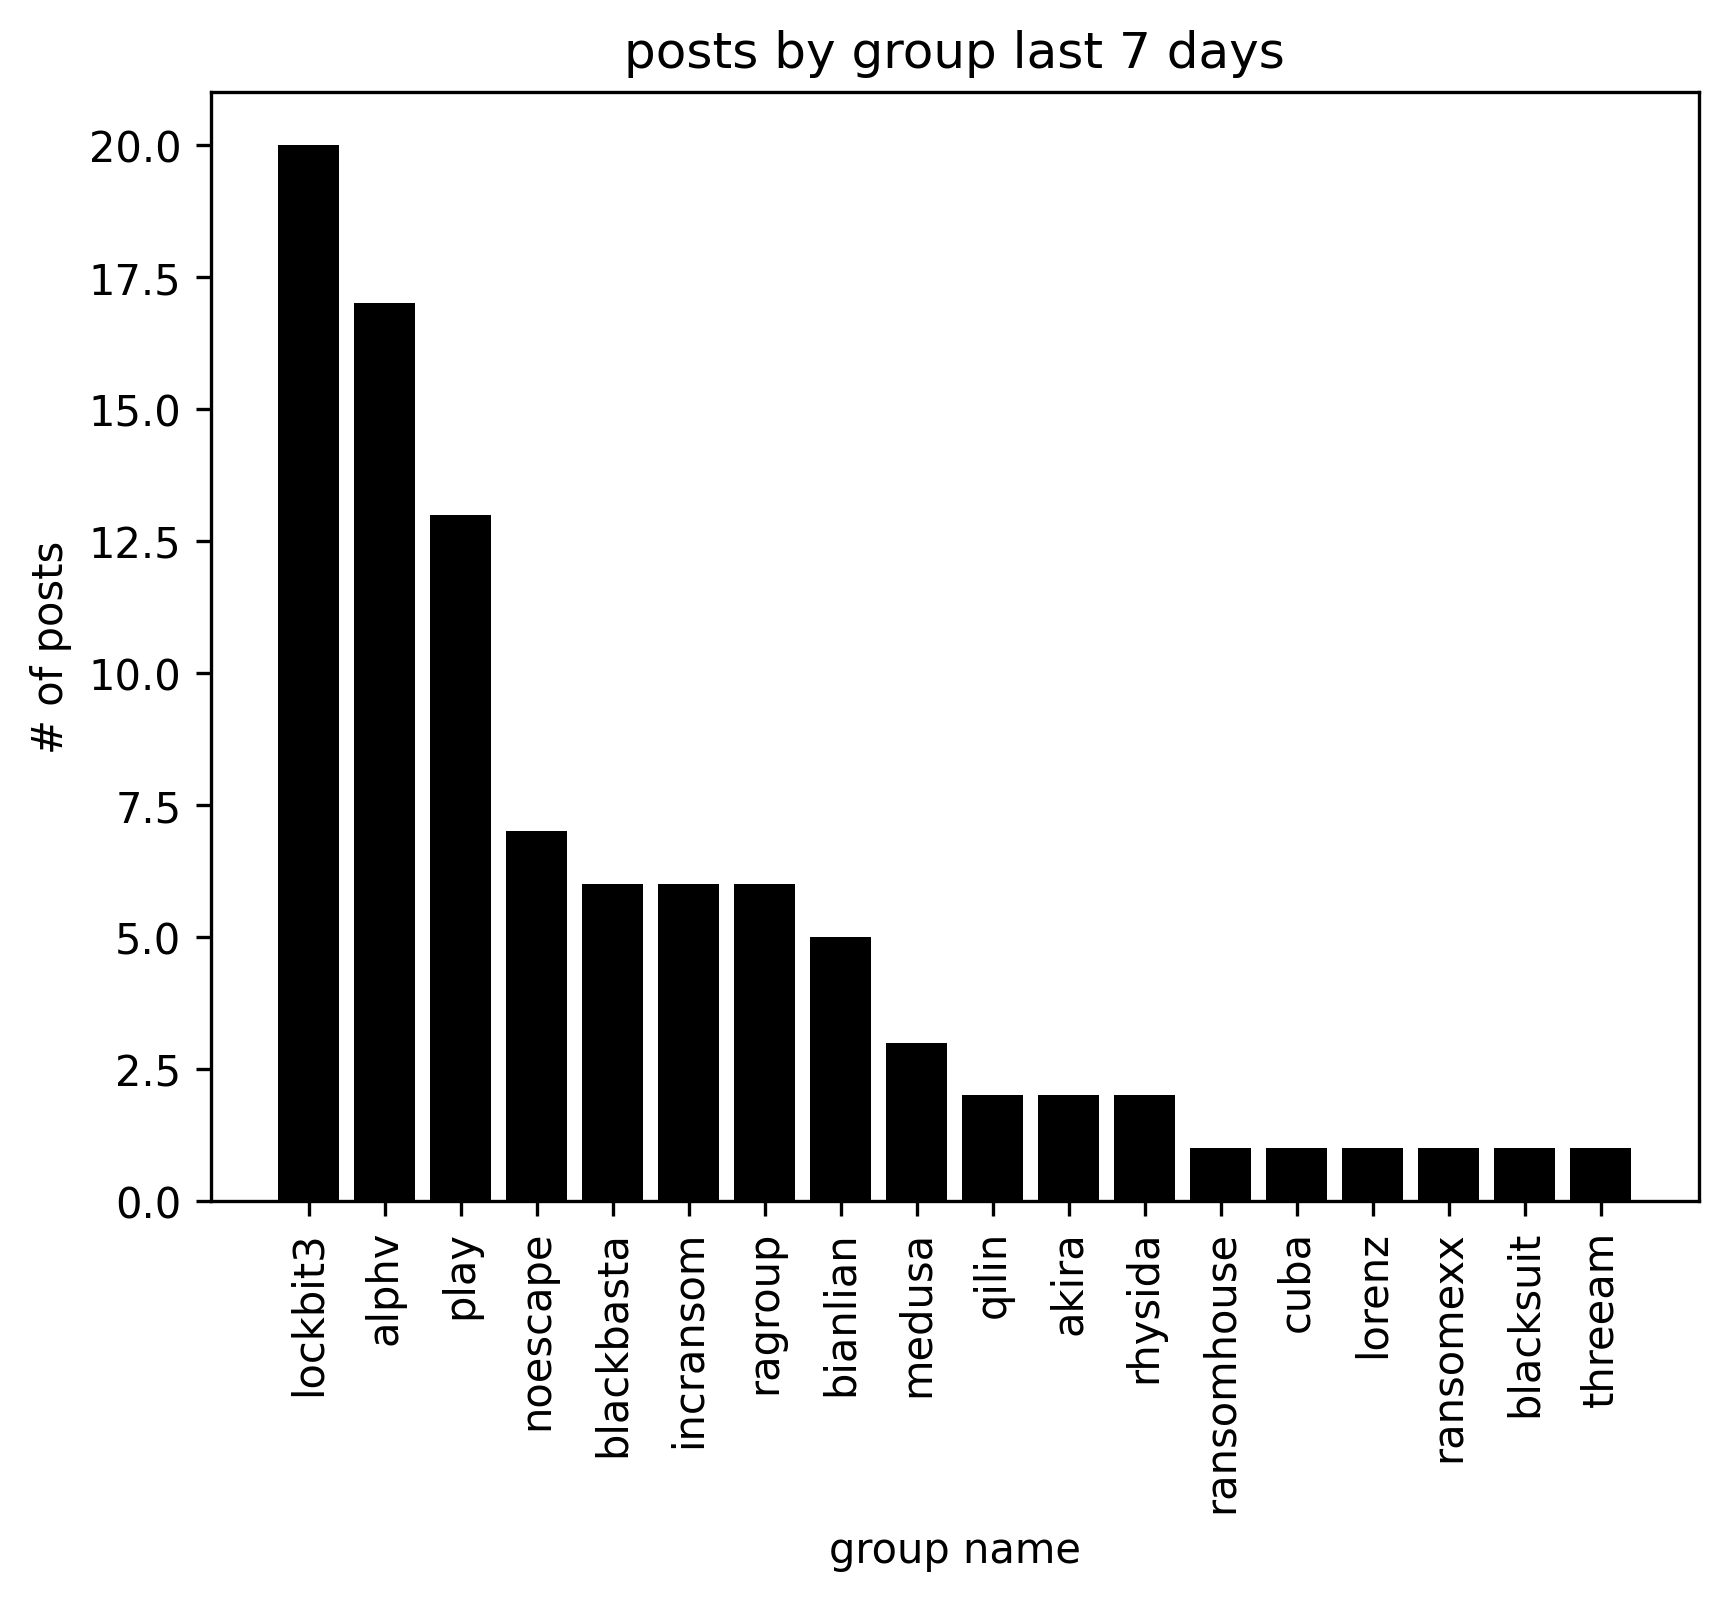 posts by group last 7 days
20.0
17.5
15.0
12.5
10.0
7.5
5.0
2.5
0.0
# of posts
lockbit3
alphv
play
noescape
blackbasta
incransom
ragroup
bianlian
medusa
qilin
akira
rhysida
ransomhouse
cuba
lorenz
ransomexx
blacksuit
threeam
group name